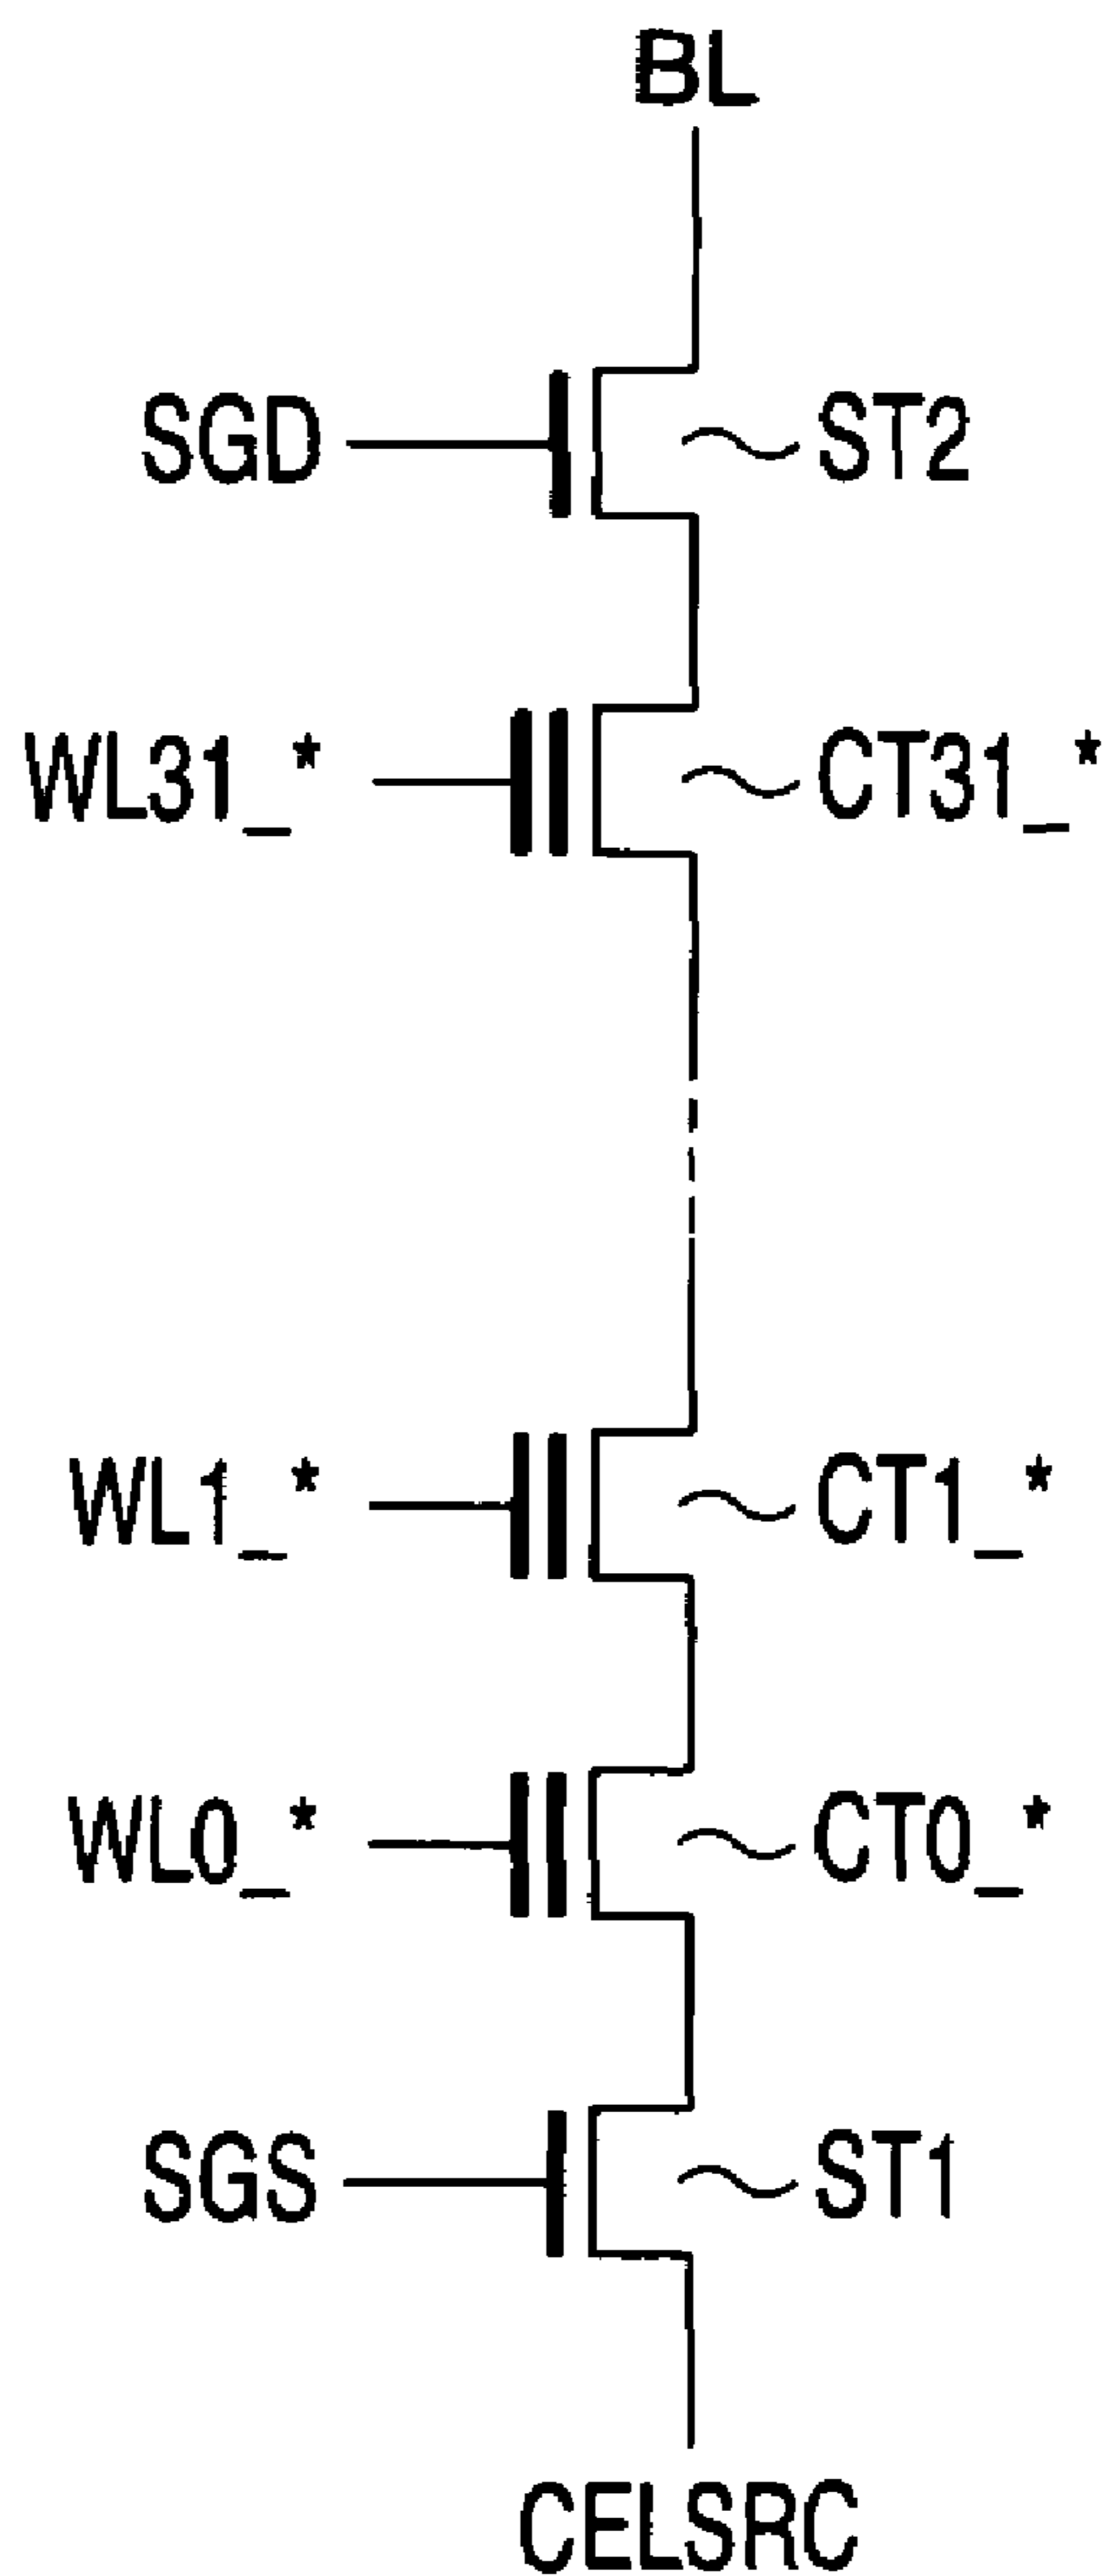 BL
SGD ST2
WL31_* CT31_*
WL1_* CT1_*
WL0_* CT0_*
SGS ST1
CELSRC